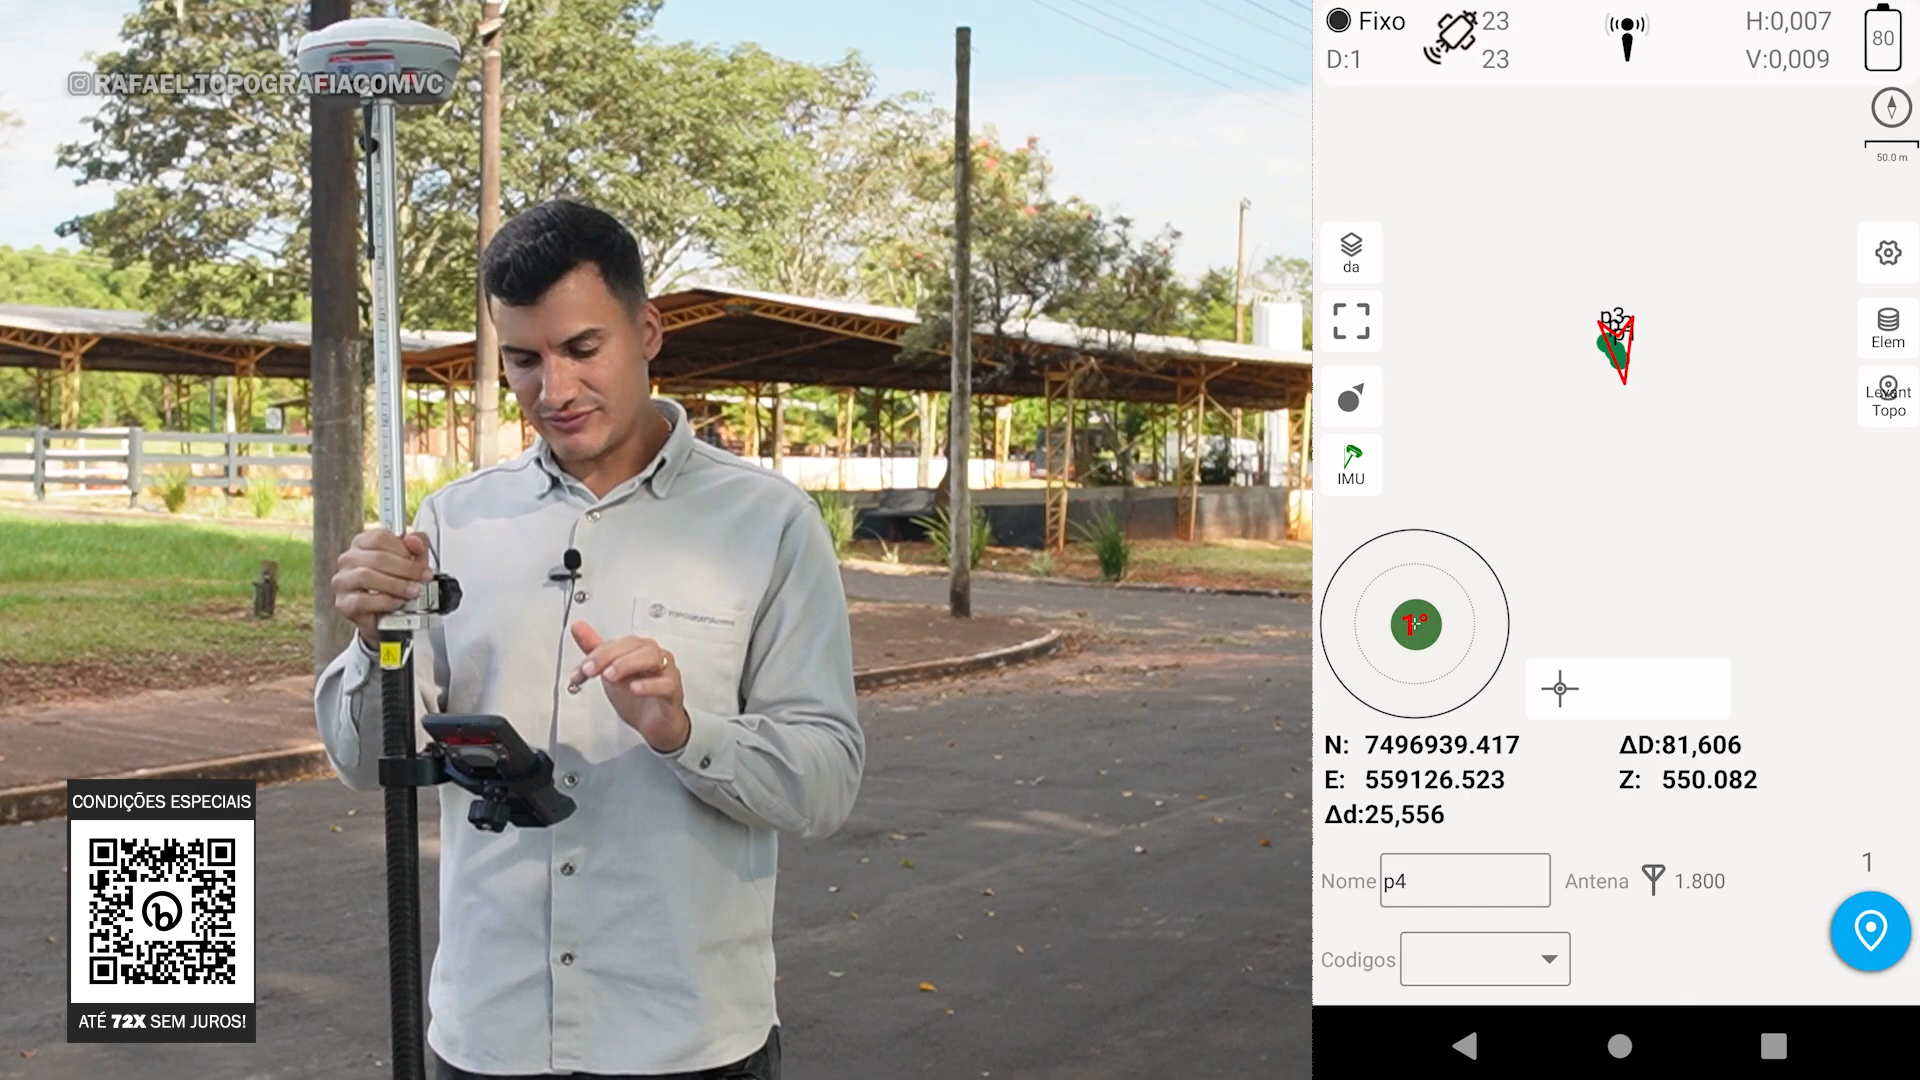 RAFAEL.TOPOGRAFIACOMVC
CONDIÇÕES ESPECIAIS
ATÉ 72X SEM JUROS!
Fixo
23
H:0,007
80
D:1
23
V:0,009
50.0 m
da
Elem
Levant
Topo
IMU
p3
1°
N: 7496939.417
ΔD:81,606
E: 559126.523
Z: 550.082
Δd:25,556
1
Nome p4
Antena 1.800
Codigos